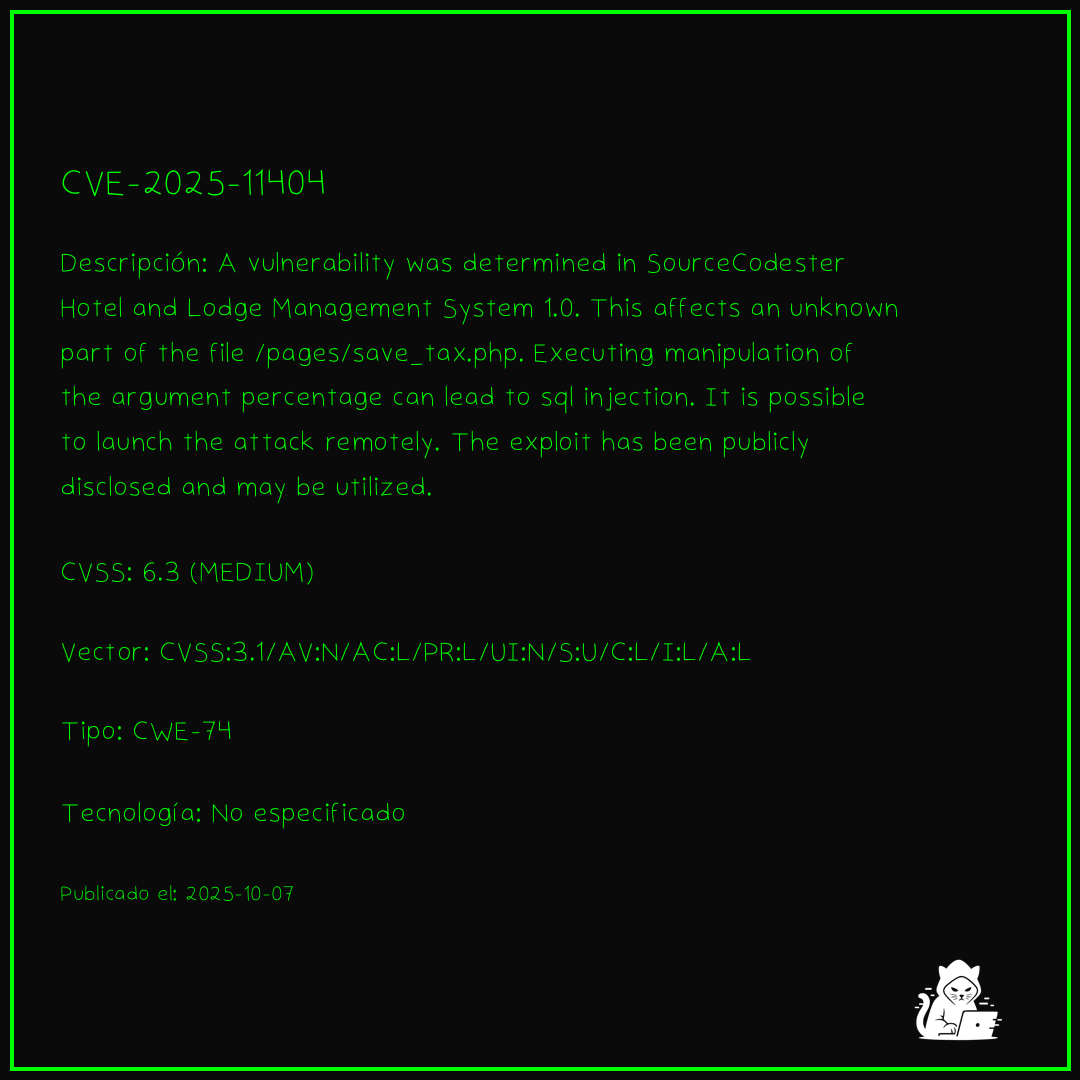 CVE-2025-11404
Descripción: A vulnerability was determined in SourceCodester
Hotel and Lodge Management System 1.0. This affects an unknown
part of the file /pages/save_tax.php. Executing manipulation of
the argument percentage can lead to sql injection. It is possible
to launch the attack remotely. The exploit has been publicly
disclosed and may be utilized.
CVSS: 6.3 (MEDIUM)
Vector: CVSS:3.1/AV:N/AC:L/PR:L/UI:N/S:U/C:L/I:L/A:L
Tipo: CWE-74
Tecnología: No especificado
Publicado el: 2025-10-07